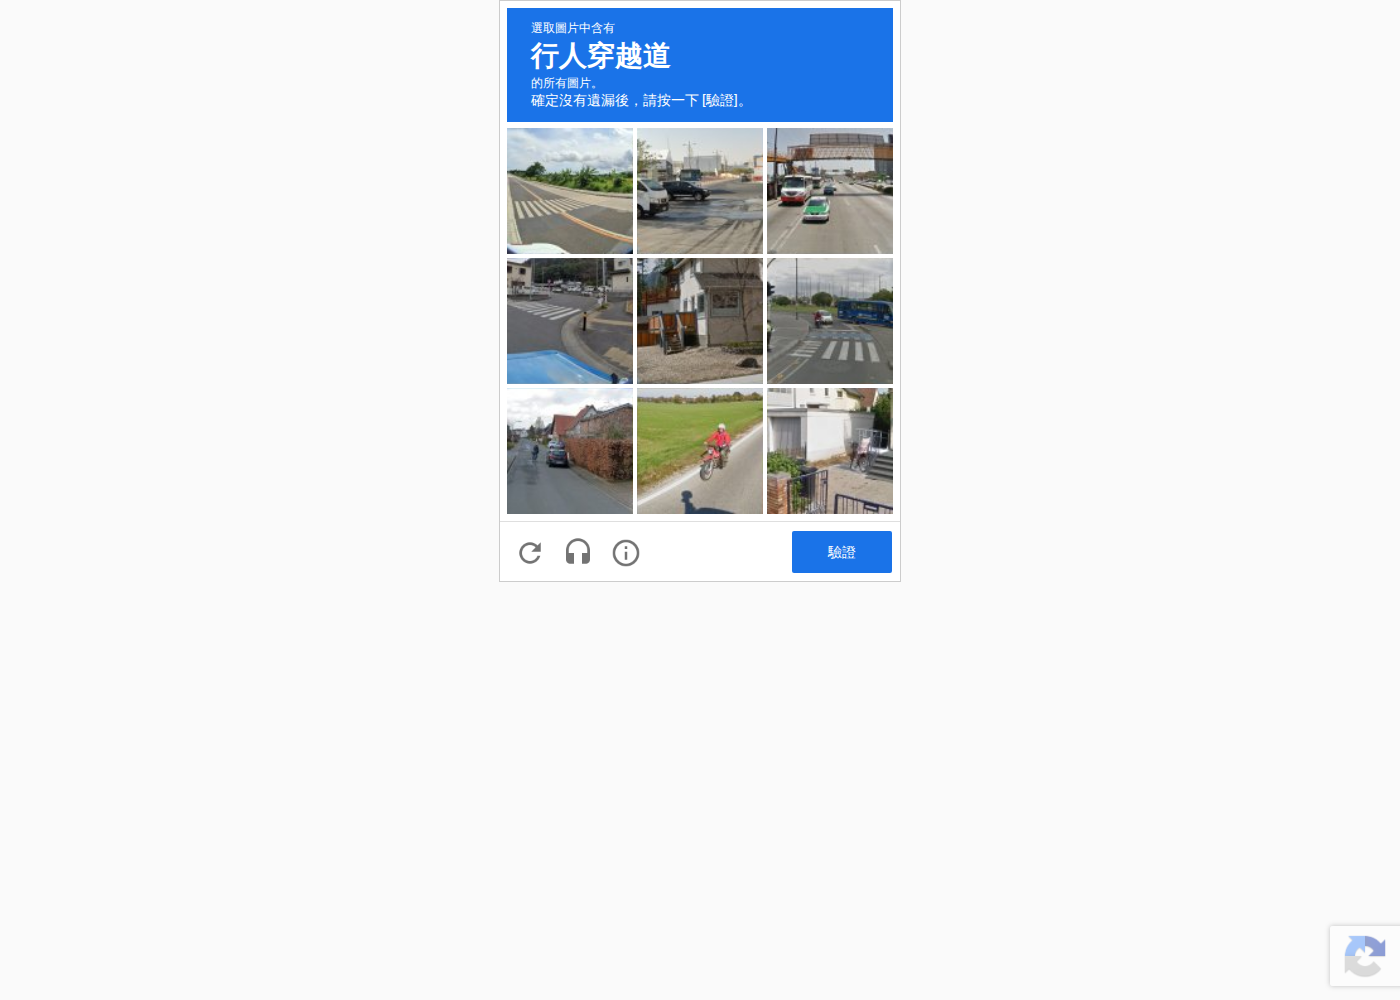 選取圖片中含有
行人穿越道
的所有圖片。
確定沒有遺漏後，請按一下 [驗證]。
驗證